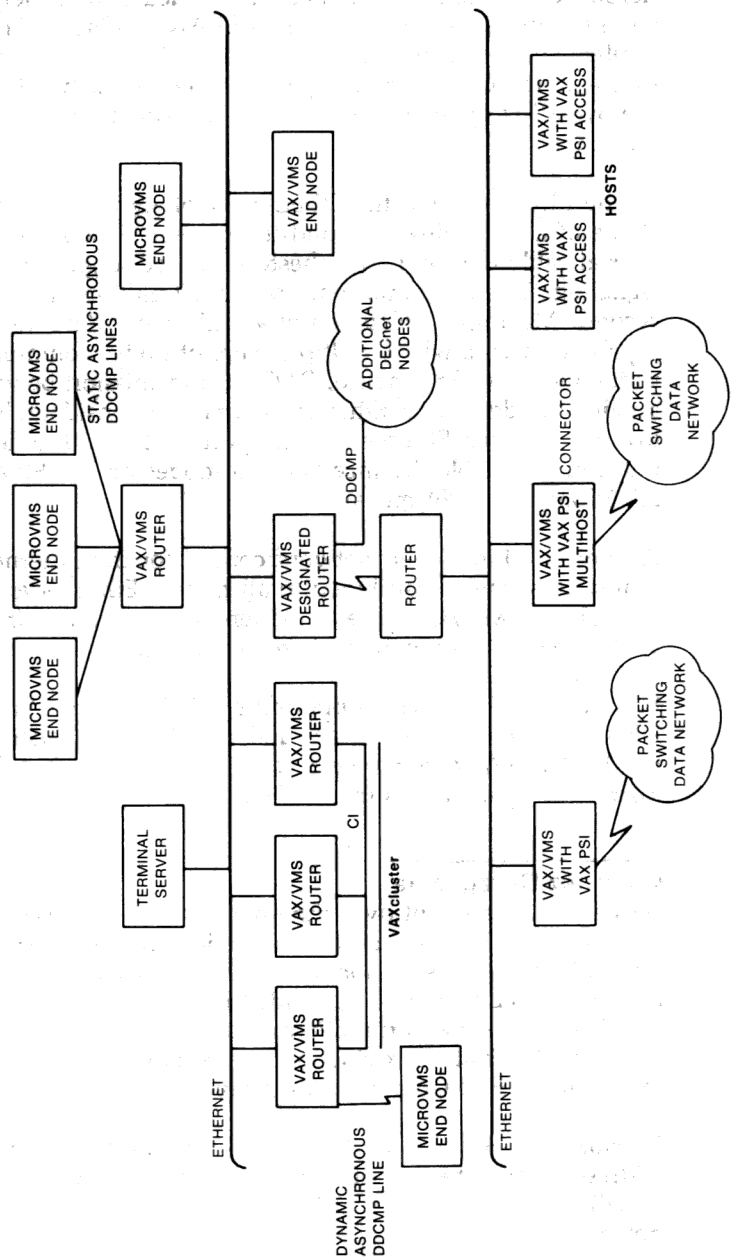 MICROVMS
END NODE
MICROVMS
END NODE
MICROVMS
END NODE
STATIC ASYNCHRONOUS
DDCMP LINES
TERMINAL
SERVER
VAX/VMS
ROUTER
MICROVMS
END NODE
ETHERNET
VAX/VMS
ROUTER
VAX/VMS
ROUTER
VAX/VMS
ROUTER
VAX/VMS
DESIGNATED
ROUTER
VAX/VMS
END NODE
DDCMP
CI
VAXcluster
ADDITIONAL
DECnet
NODES
DYNAMIC
ASYNCHRONOUS
DDCMP LINE
MICROVMS
END NODE
ROUTER
ETHERNET
VAX/VMS
WITH
VAX PSI
VAX/VMS
WITH VAX PSI
MULTIHOST
CONNECTOR
VAX/VMS
WITH VAX
PSI ACCESS
VAX/VMS
WITH VAX
PSI ACCESS
HOSTS
PACKET
SWITCHING
DATA NETWORK
PACKET
SWITCHING
DATA
NETWORK